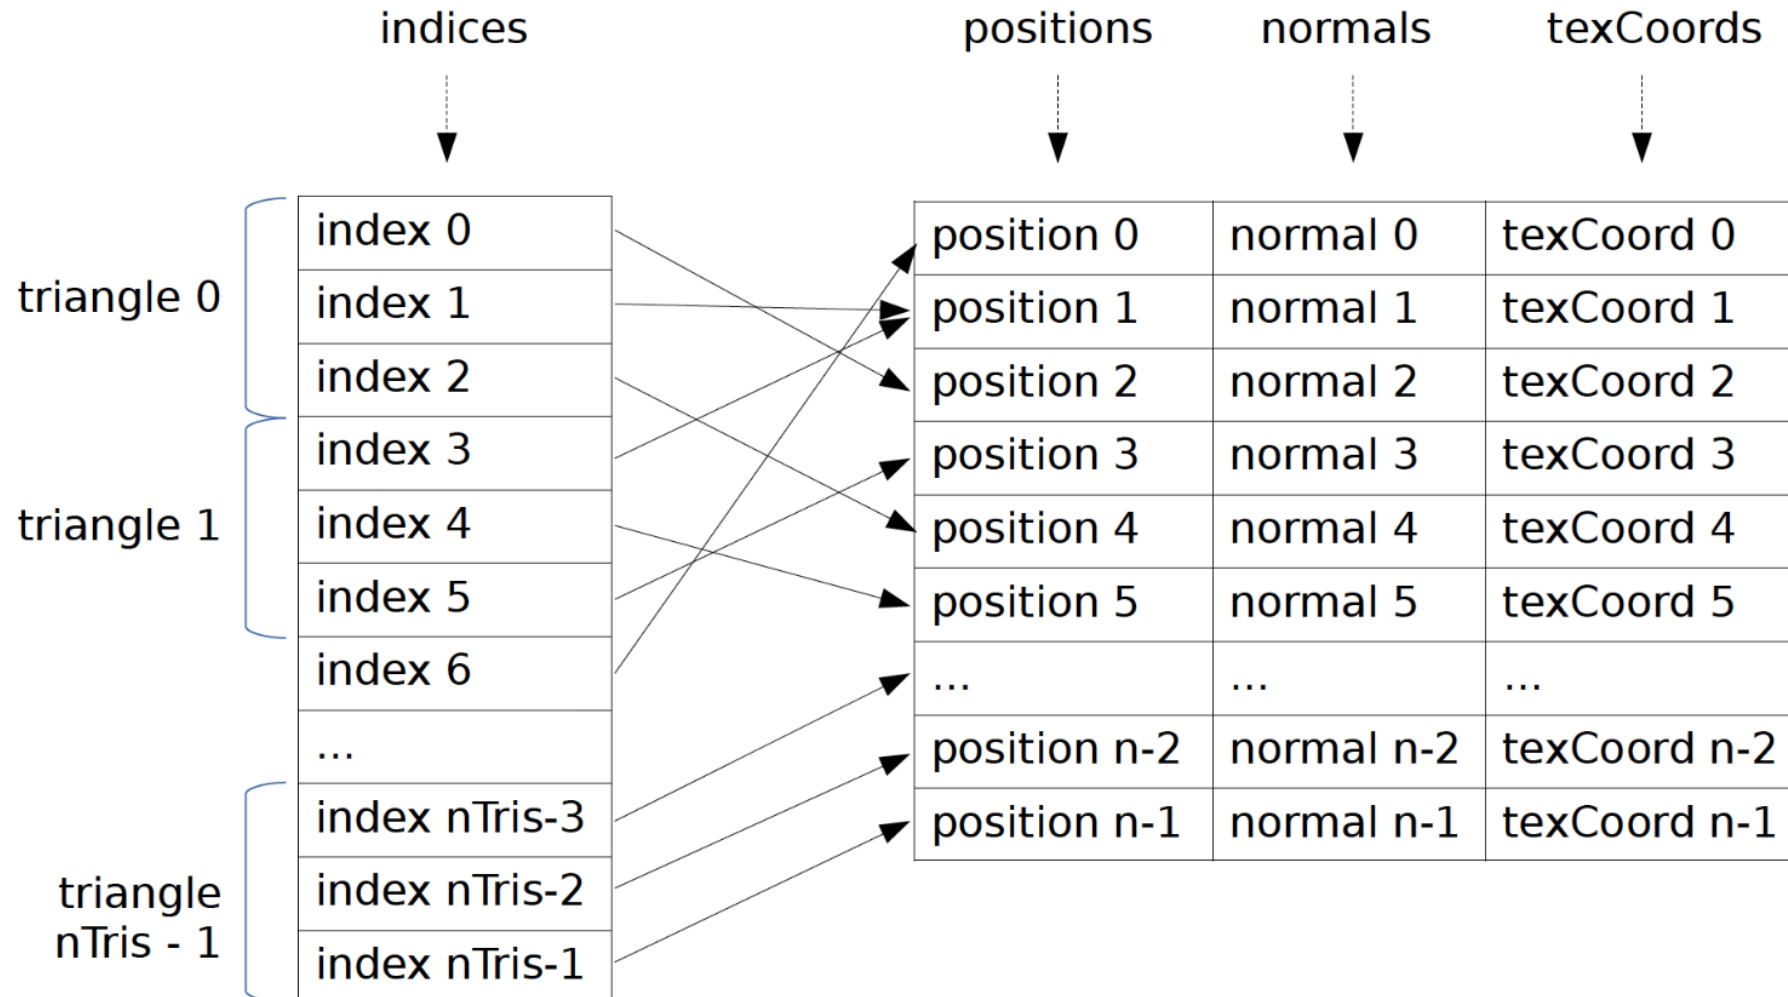 indices
positions normals texCoords
triangle 0
index 0
index 1
index 2
triangle 1
index 3
index 4
index 5
index 6
...
triangle
nTris - 1
index nTris-3
index nTris-2
index nTris-1
position 0 normal 0 texCoord 0
position 1 normal 1 texCoord 1
position 2 normal 2 texCoord 2
position 3 normal 3 texCoord 3
position 4 normal 4 texCoord 4
position 5 normal 5 texCoord 5
... ... ...
position n-2 normal n-2 texCoord n-2
position n-1 normal n-1 texCoord n-1